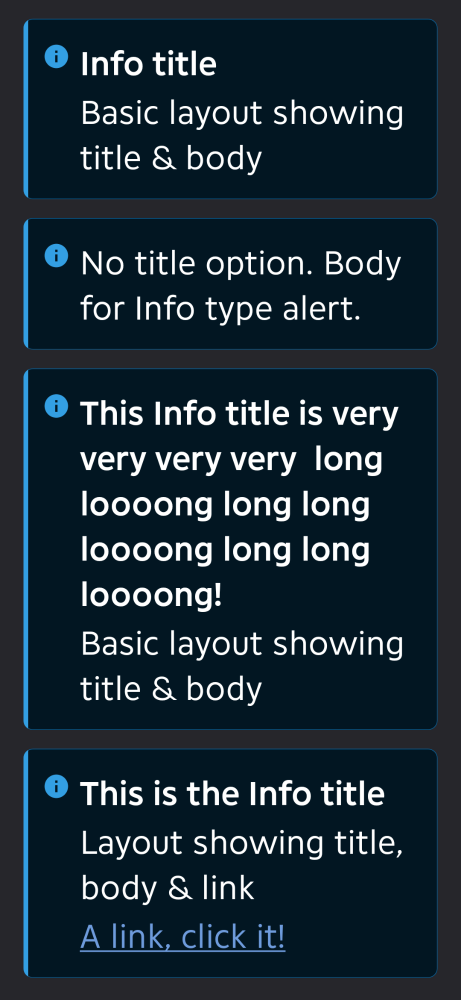 Info title
Basic layout showing
title & body
No title option. Body
for Info type alert.
This Info title is very
very very very  long
loooong long long
loooong long long
loooong!
Basic layout showing
title & body
This is the Info title
Layout showing title,
body & link
A link, click it!